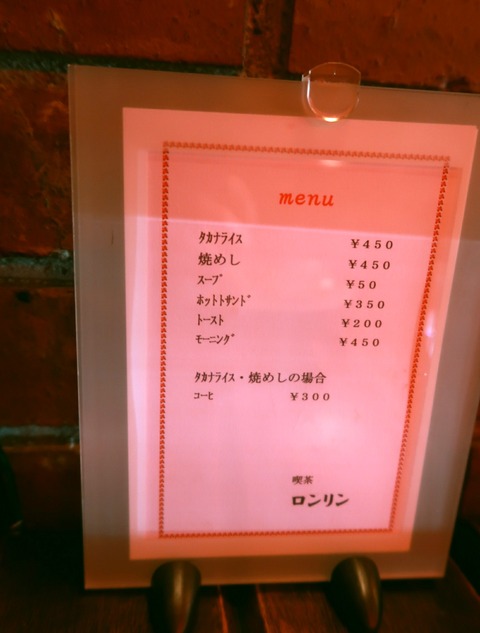 menu
ﾀｶﾅﾗｲｽ ￥４５０
焼めし ￥４５０
ｽｰﾌﾟ ￥５０
ﾎｯﾄﾄｻﾝﾄﾞ ￥３５０
ﾄｰｽﾄ ￥２００
ﾓｰﾆﾝｸﾞ ￥４５０
ﾀｶﾅﾗｲｽ・焼めしの場合
ｺｰﾋ ￥３００
喫茶
ロンリン